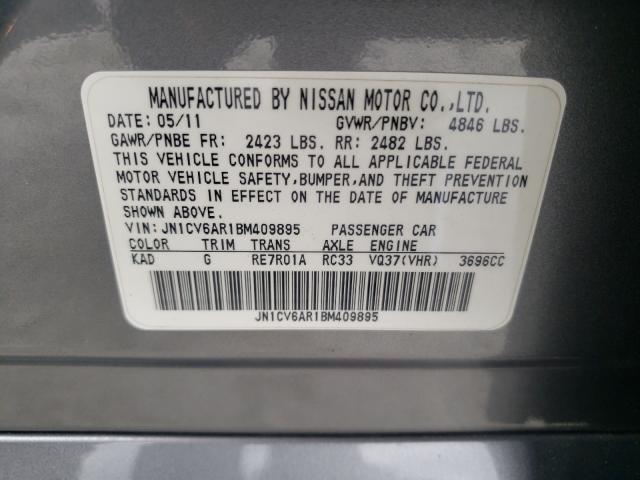 MANUFACTURED BY NISSAN MOTOR CO.,LTD.
DATE: 05/11 GVWR/PNBV: 4846 LBS.
GAWR/PNBE FR: 2423 LBS. RR: 2482 LBS.
THIS VEHICLE CONFORMS TO ALL APPLICABLE FEDERAL
MOTOR VEHICLE SAFETY,BUMPER,AND THEFT PREVENTION
STANDARDS IN EFFECT ON THE DATE OF MANUFACTURE
SHOWN ABOVE.
VIN: JN1CV6AR1BM409895 PASSENGER CAR
COLOR TRIM TRANS AXLE ENGINE
KAD G RE7R01A RC33 VQ37(VHR) 3696CC
JN1CV6AR1BM409895